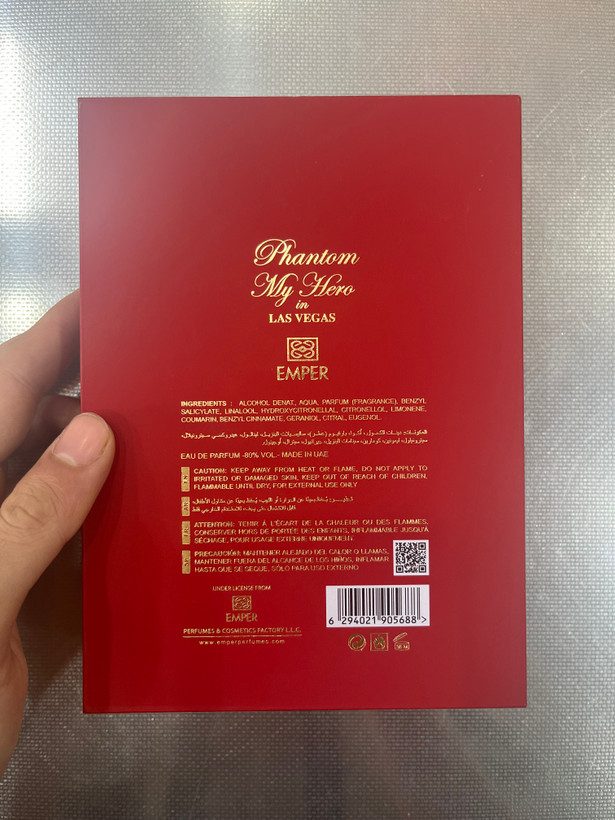 Phantom
My Hero
in
LAS VEGAS
EMPER
INGREDIENTS : ALCOHOL DENAT, AQUA, PARFUM (FRAGRANCE), BENZYL
SALICYLATE, LINALOOL, HYDROXYCITRONELLAL, CITRONELLOL, LIMONENE,
COUMARIN, BENZYL CINNAMATE, GERANIOL, CITRAL, EUGENOL.
EAU DE PARFUM -80% VOL.- MADE IN UAE
CAUTION: KEEP AWAY FROM HEAT OR FLAME, DO NOT APPLY TO
IRRITATED OR DAMAGED SKIN, KEEP OUT OF REACH OF CHILDREN,
FLAMMABLE UNTIL DRY, FOR EXTERNAL USE ONLY
ATTENTION: TENIR À L'ÉCART DE LA CHALEUR OU DES FLAMMES,
CONSERVER HORS DE PORTÉE DES ENFANTS, INFLAMMABLE JUSQU'À
SÉCHAGE, POUR USAGE EXTERNE UNIQUEMENT
PRECAUCIÓN: MANTENER ALEJADO DEL CALOR O LLAMAS,
MANTENER FUERA DEL ALCANCE DE LOS NIÑOS, INFLAMAR
HASTA QUE SE SEQUE, SÓLO PARA USO EXTERNO
UNDER LICENSE FROM
EMPER
PERFUMES & COSMETICS FACTORY L.L.C.
www.emperperfumes.com
6 294021 905688 >